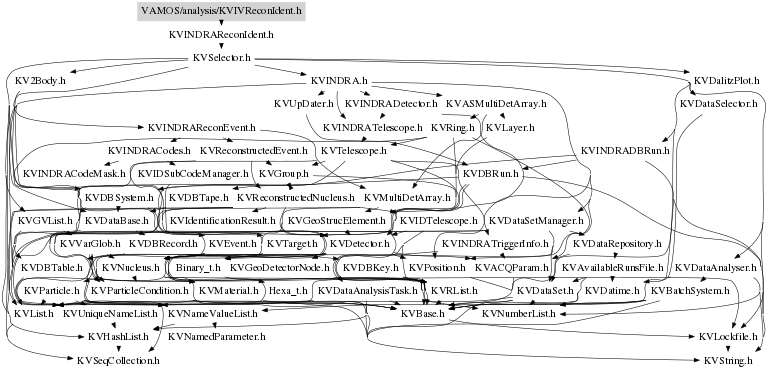 VAMOS/analysis/KVIVReconIdent.h
KVINDRAReconIdent.h
KVSelector.h
KV2Body.h KVINDRA.h KVDalitzPlot.h
KVUpDater.h KVINDRADetector.h KVASMultiDetArray.h KVDataSelector.h
KVINDRAReconEvent.h KVINDRATelescope.h KVRing.h KVLayer.h
KVINDRACodes.h KVReconstructedEvent.h KVTelescope.h KVINDRADBRun.h
KVINDRACodeMask.h KVIDSubCodeManager.h KVGroup.h KVDBRun.h
KVDBSystem.h KVDBTape.h KVReconstructedNucleus.h KVMultiDetArray.h
KVGVList.h KVDataBase.h KVIdentificationResult.h KVGeoStrucElement.h KVIDTelescope.h KVDataSetManager.h
KVVarGlob.h KVDBRecord.h KVEvent.h KVTarget.h KVDetector.h KVINDRATriggerInfo.h KVDataRepository.h
KVDBTable.h KVNucleus.h Binary_t.h KVGeoDetectorNode.h KVDBKey.h KVPosition.h KVACQParam.h KVAvailableRunsFile.h KVDataAnalyser.h
KVParticle.h KVParticleCondition.h KVMaterial.h Hexa_t.h KVDataAnalysisTask.h KVRList.h KVDataSet.h KVDatime.h KVBatchSystem.h
KVList.h KVUniqueNameList.h KVNameValueList.h KVBase.h KVNumberList.h
KVHashList.h KVNamedParameter.h KVLockfile.h
KVSeqCollection.h KVString.h